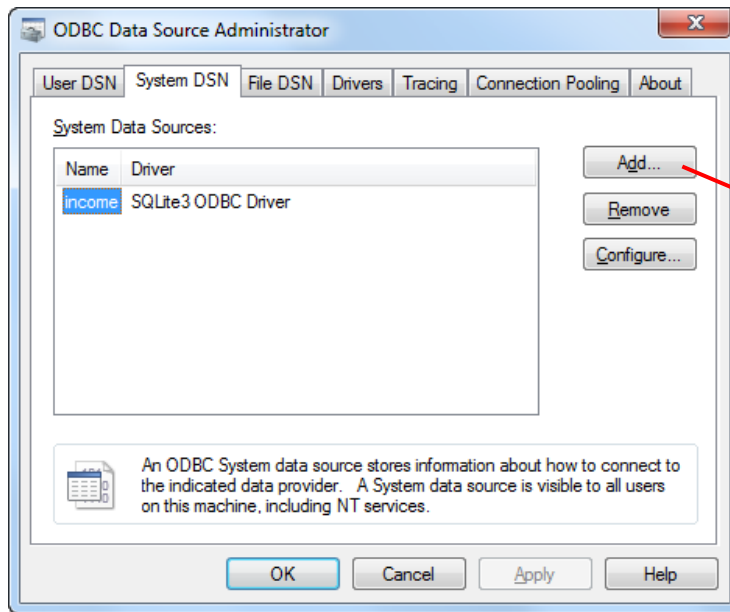 ODBC Data Source Administrator
User DSN System DSN File DSN Drivers Tracing Connection Pooling About
System Data Sources:
Name Driver
income SQLite3 ODBC Driver
Add...
Remove
Configure...
An ODBC System data source stores information about how to connect to
the indicated data provider. A System data source is visible to all users
on this machine, including NT services.
OK Cancel Apply Help